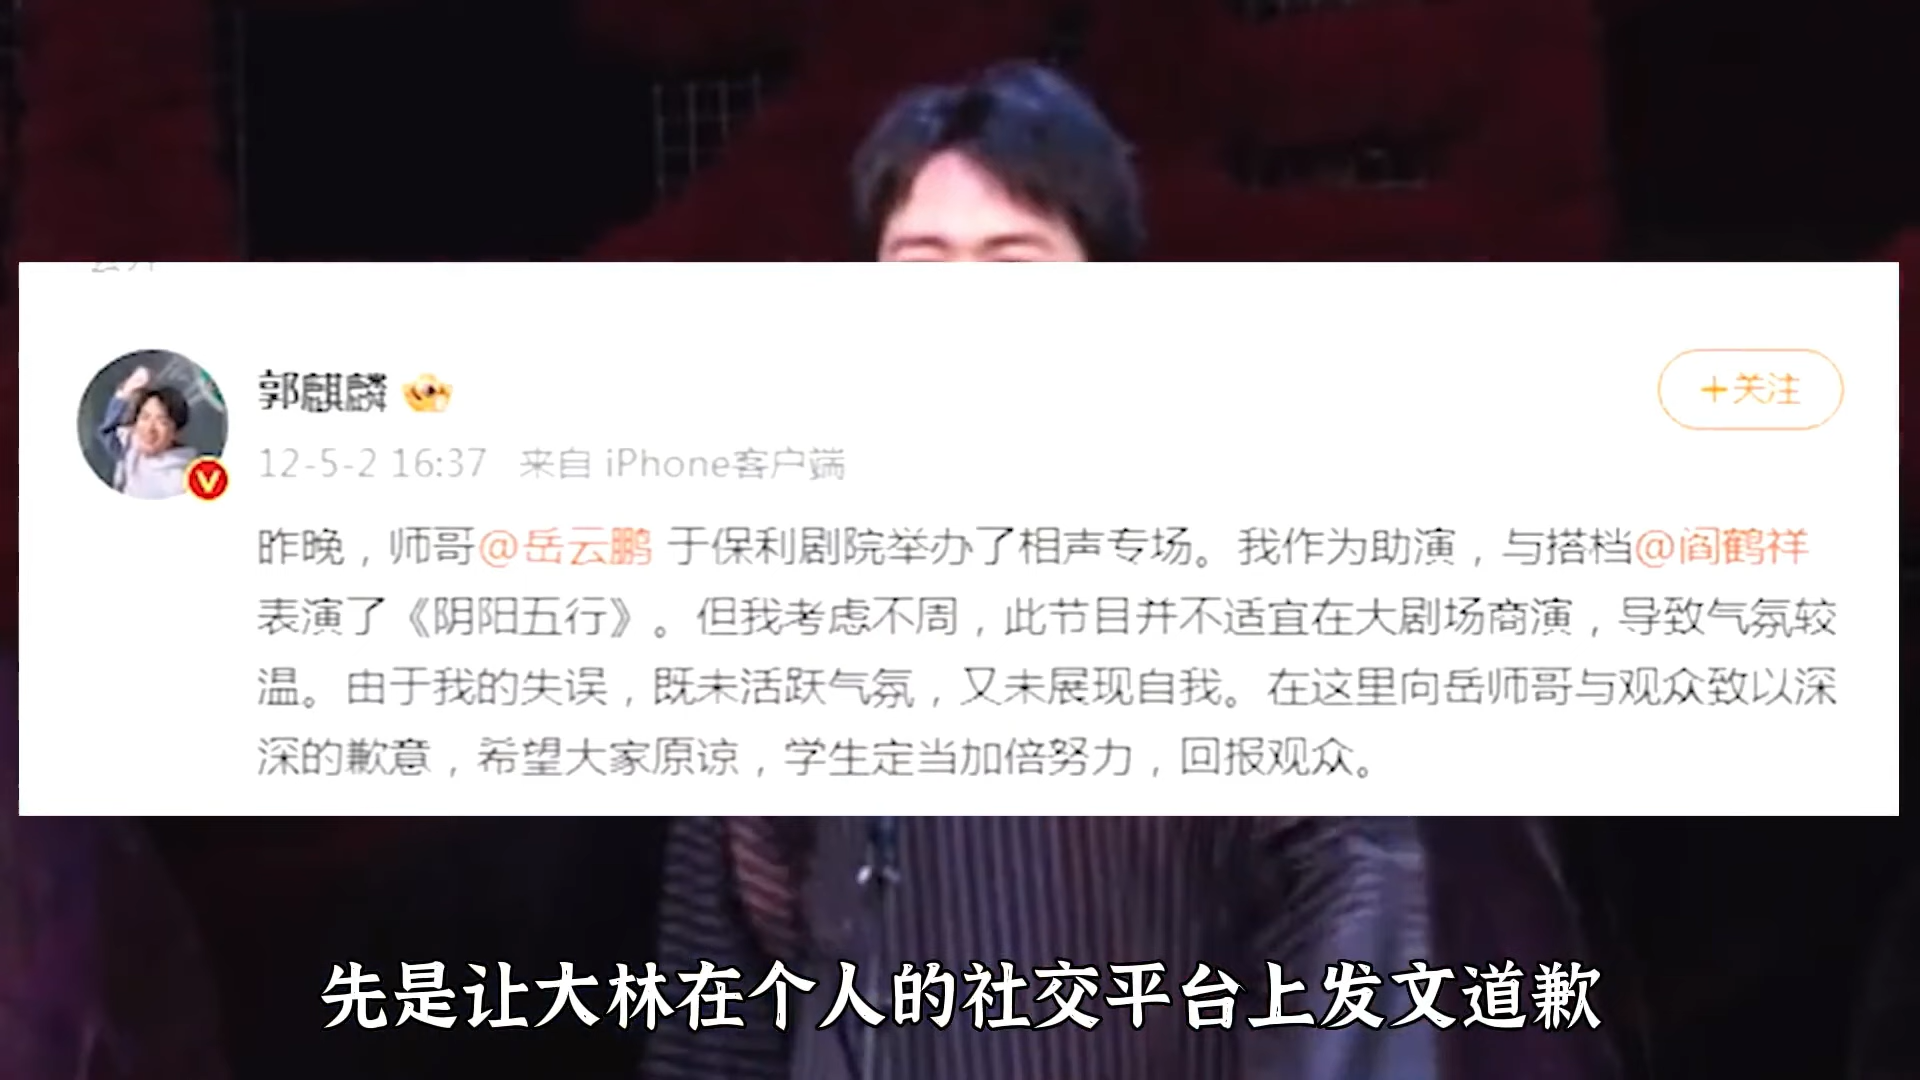 郭麒麟
+关注
12-5-2 16:37 来自 iPhone客户端
昨晚，师哥@岳云鹏 于保利剧院举办了相声专场。我作为助演，与搭档@阎鹤祥
表演了《阴阳五行》。但我考虑不周，此节目并不适宜在大剧场商演，导致气氛较
温。由于我的失误，既未活跃气氛，又未展现自我。在这里向岳师哥与观众致以深
深的歉意，希望大家原谅，学生定当加倍努力，回报观众。
先是让大林在个人的社交平台上发文道歉